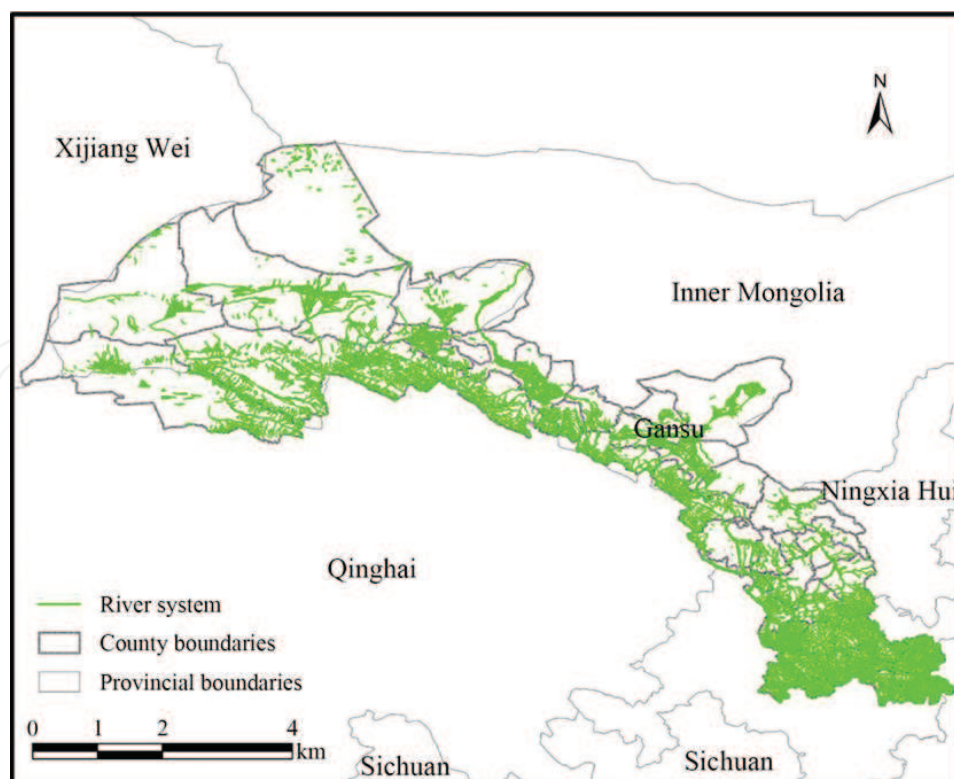 N
Xijiang Wei
Inner Mongolia
Gansu
Ningxia Hui
Qinghai
River system
County boundaries
Provincial boundaries
0 1 2 4
km
Sichuan
Sichuan